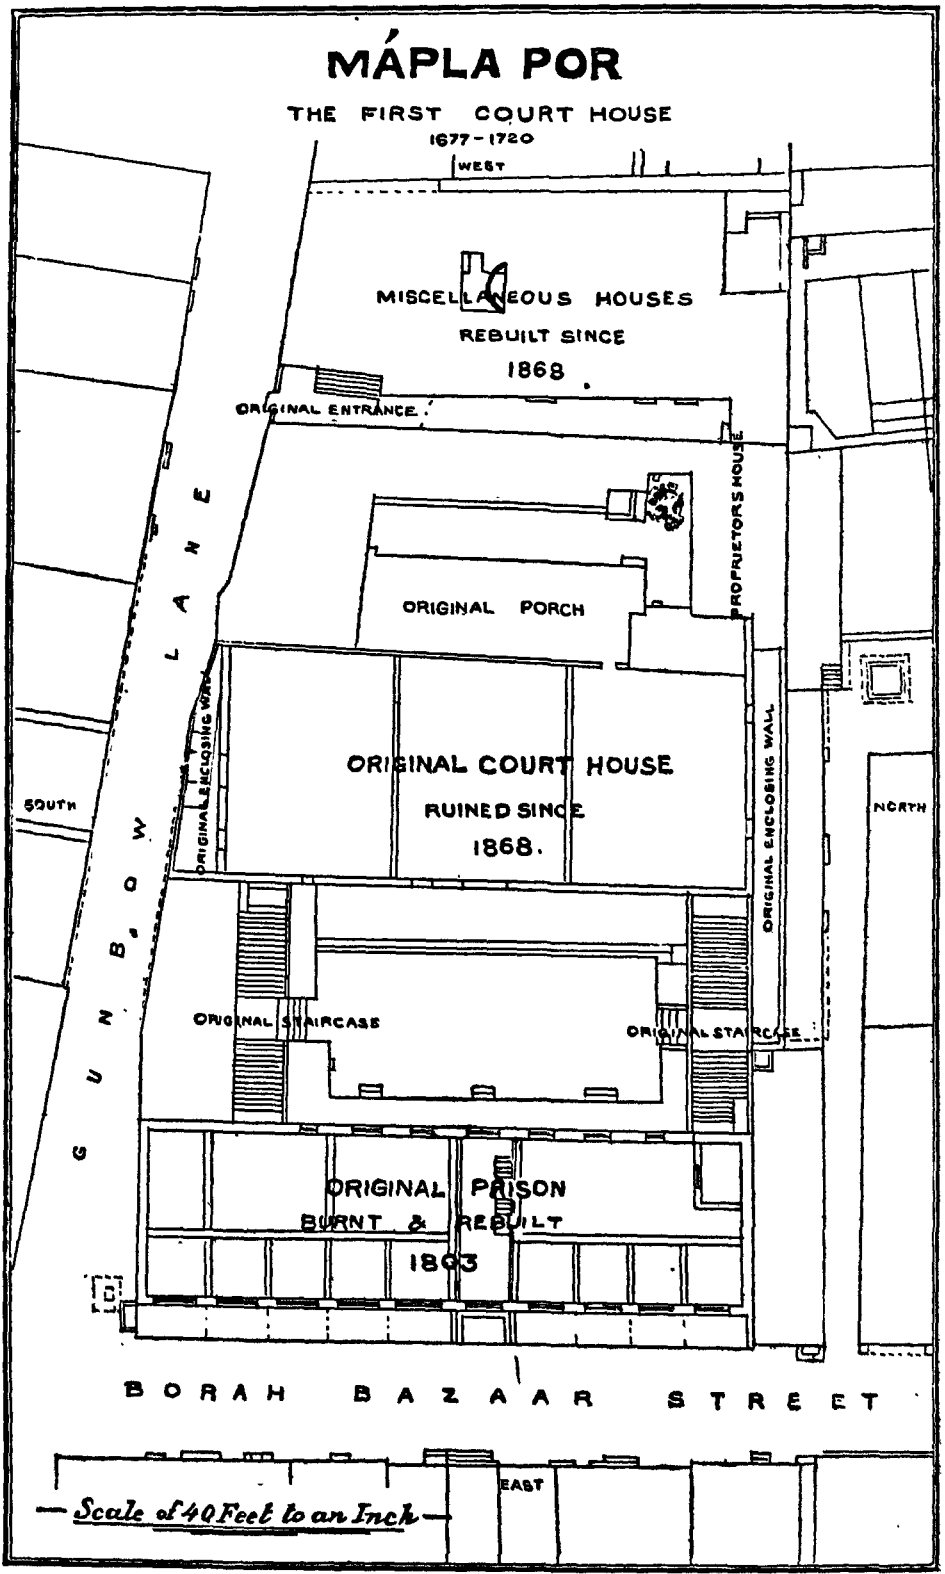 MÁPLA POR
THE FIRST COURT HOUSE
1677-1720
WEST
MISCELLANEOUS HOUSES
REBUILT SINCE
1868
ORIGINAL ENTRANCE
PROPRIETORS HOUSE
ORIGINAL PORCH
GUNBOW LANE
ORIGINAL ENCLOSING WALL
ORIGINAL COURT HOUSE
RUINED SINCE
1868.
ORIGINAL ENCLOSING WALL
SOUTH
NORTH
ORIGINAL STAIRCASE
ORIGINAL STAIRCASE
ORIGINAL PRISON
BURNT & REBUILT
1803
BORAH BAZAAR STREET
EAST
Scale of 40 Feet to an Inch